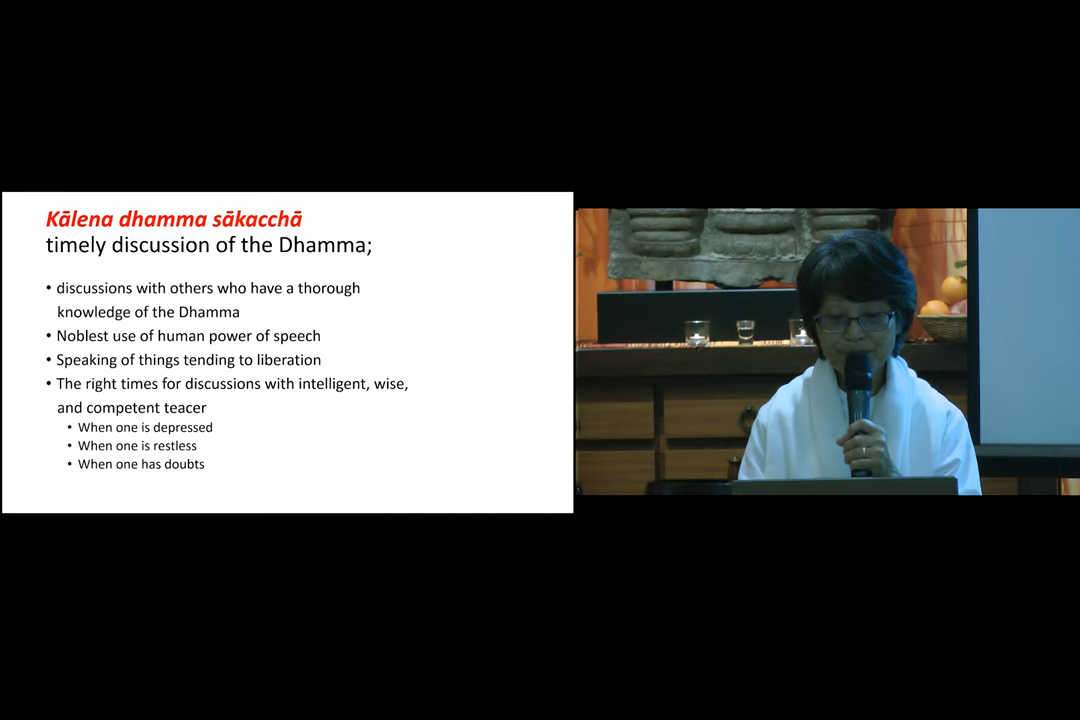 Kālena dhamma sākacchā
timely discussion of the Dhamma;
• discussions with others who have a thorough
knowledge of the Dhamma
• Noblest use of human power of speech
• Speaking of things tending to liberation
• The right times for discussions with intelligent, wise,
and competent teacer
• When one is depressed
• When one is restless
• When one has doubts